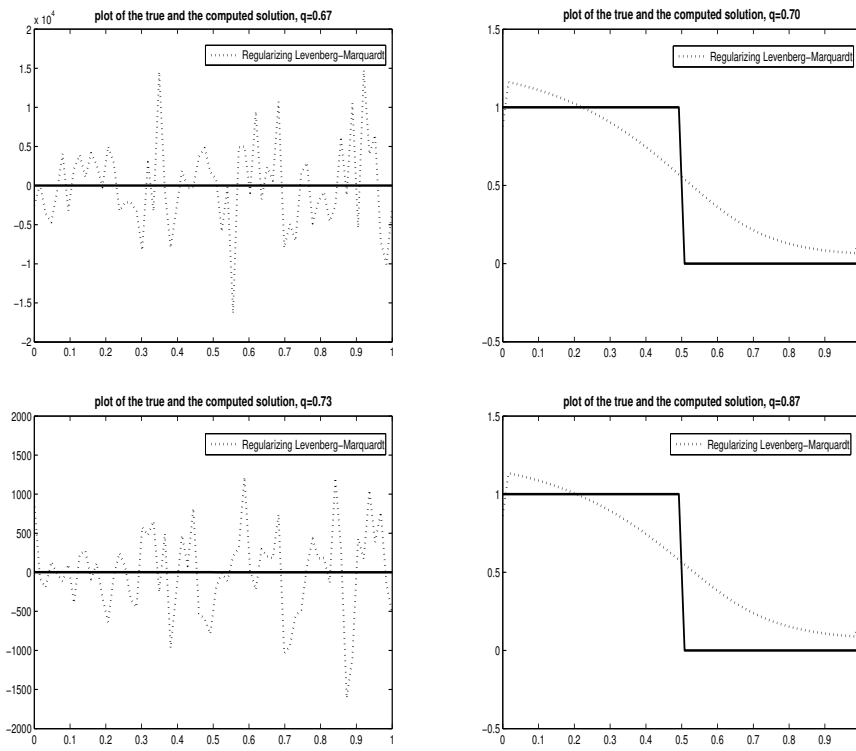 plot of the true and the computed solution, q=0.67
x 10⁴
Regularizing Levenberg−Marquardt
2
1.5
1
0.5
0
−0.5
−1
−1.5
−2
0 0.1 0.2 0.3 0.4 0.5 0.6 0.7 0.8 0.9 1
plot of the true and the computed solution, q=0.70
Regularizing Levenberg−Marquardt
1.5
1
0.5
0
−0.5
0 0.1 0.2 0.3 0.4 0.5 0.6 0.7 0.8 0.9
plot of the true and the computed solution, q=0.73
Regularizing Levenberg−Marquardt
2000
1500
1000
500
0
−500
−1000
−1500
−2000
0 0.1 0.2 0.3 0.4 0.5 0.6 0.7 0.8 0.9 1
plot of the true and the computed solution, q=0.87
Regularizing Levenberg−Marquardt
1.5
1
0.5
0
−0.5
0 0.1 0.2 0.3 0.4 0.5 0.6 0.7 0.8 0.9